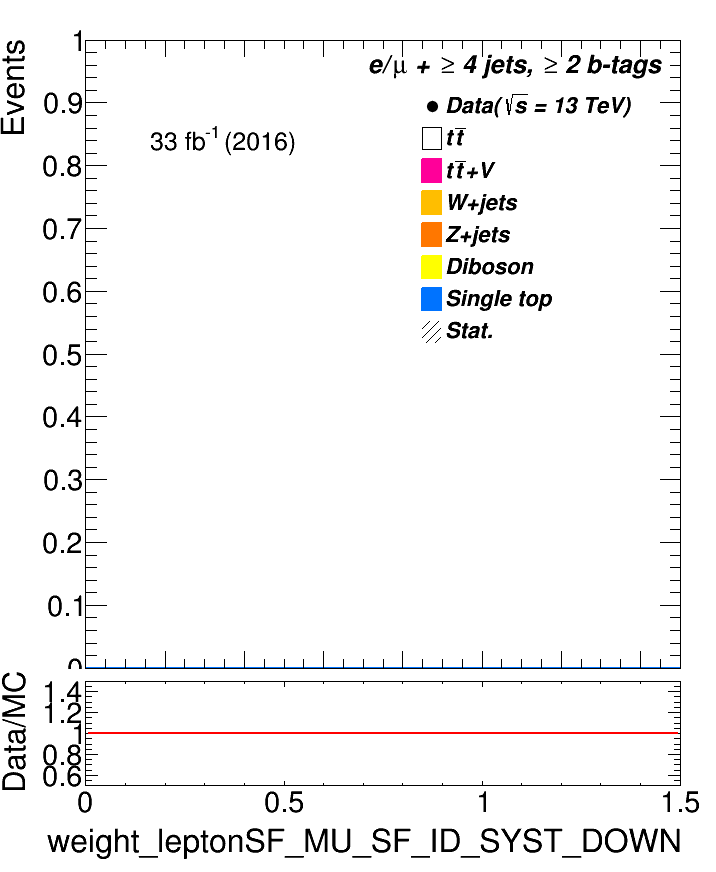 Events
e/μ + ≥ 4 jets, ≥ 2 b-tags
Data(√s = 13 TeV)
33 fb⁻¹ (2016)
tt̅
tt̅+V
W+jets
Z+jets
Diboson
Single top
Stat.
1
0.9
0.8
0.7
0.6
0.5
0.4
0.3
0.2
0.1
0
Data/MC
1.4
1.2
1
0.8
0.6
0 0.5 1 1.5
weight_leptonSF_MU_SF_ID_SYST_DOWN